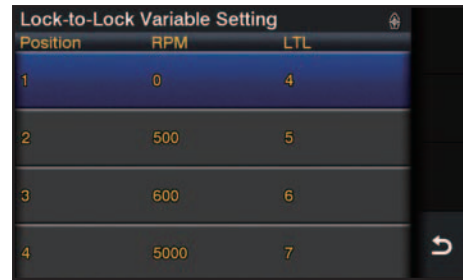 Lock-to-Lock Variable Setting
Position RPM LTL
1 0 4
2 500 5
3 600 6
4 5000 7